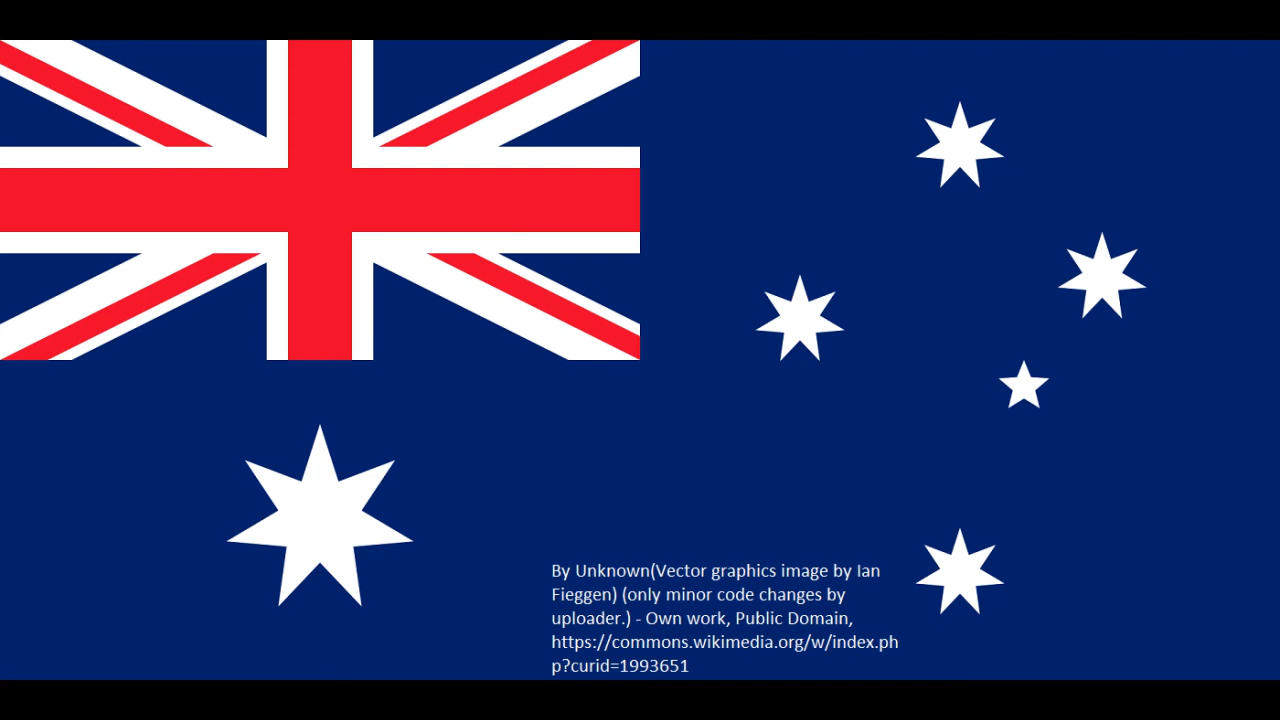 By Unknown(Vector graphics image by Ian
Fieggen) (only minor code changes by
uploader.) - Own work, Public Domain,
https://commons.wikimedia.org/w/index.ph
p?curid=1993651